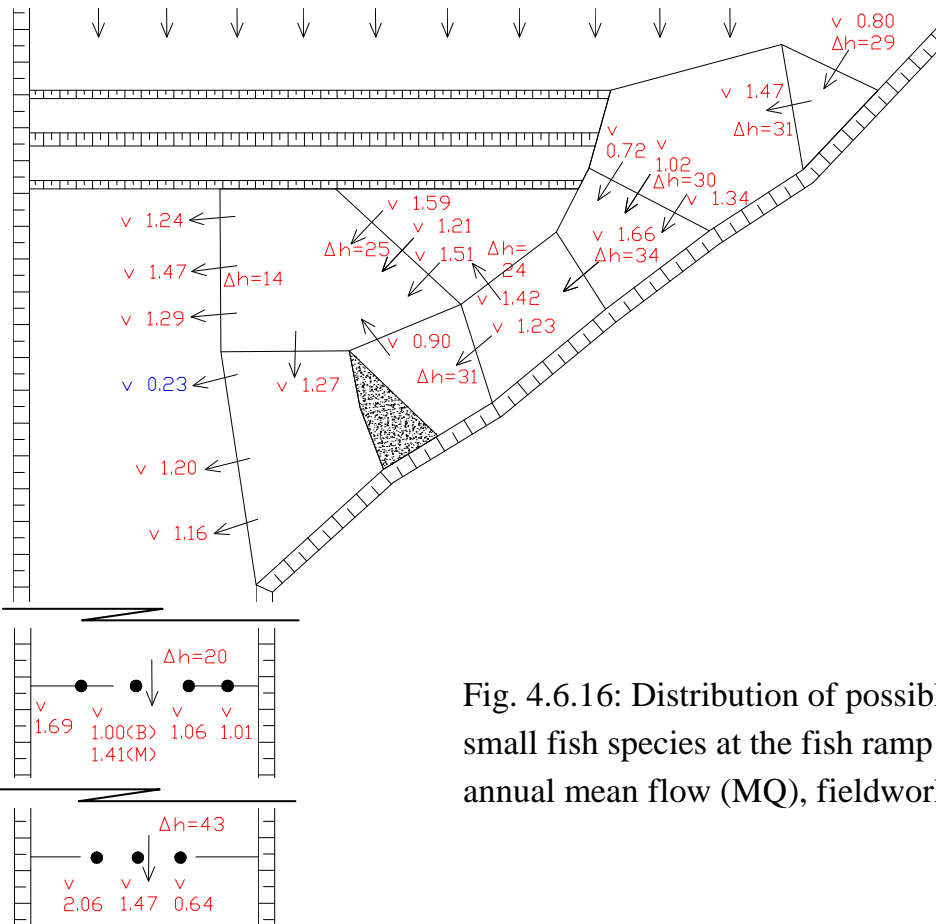 v 0.80
Δh=29
v 1.47
Δh=31
v
0.72
v
1.02
Δh=30
v 1.34
v 1.59
v 1.24
v 1.21
v 1.66
Δh=25
Δh=
24
Δh=34
v 1.51
v 1.47
Δh=14
v 1.42
v 1.29
v 1.23
v 0.90
Δh=31
v 0.23
v 1.27
v 1.20
v 1.16
Δh=20
v
1.69
v
1.00(B)
1.41(M)
v
1.06
v
1.01
Fig. 4.6.16: Distribution of possibl
small fish species at the fish ramp
annual mean flow (MQ), fieldwor
Δh=43
v
2.06
v
1.47
v
0.64